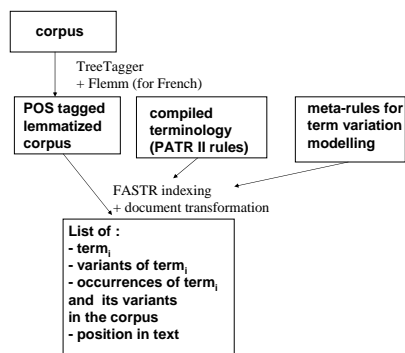 corpus
TreeTagger
+ Flemm (for French)
POS tagged
lemmatized
corpus
compiled
terminology
(PATR II rules)
meta-rules for
term variation
modelling
FASTR indexing
+ document transformation
List of :
- termi
- variants of termi
- occurrences of termi
and its variants
in the corpus
- position in text